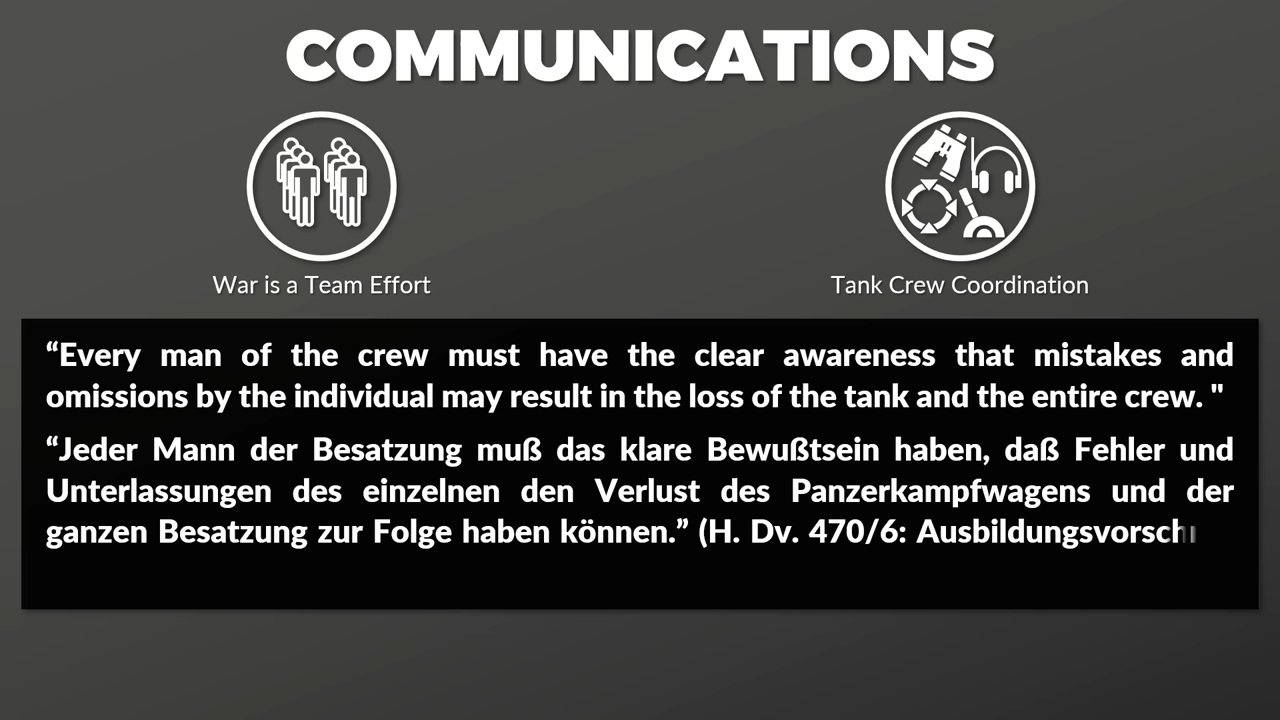 COMMUNICATIONS
War is a Team Effort
Tank Crew Coordination
“Every man of the crew must have the clear awareness that mistakes and
omissions by the individual may result in the loss of the tank and the entire crew. "
“Jeder Mann der Besatzung muß das klare Bewußtsein haben, daß Fehler und
Unterlassungen des einzelnen den Verlust des Panzerkampfwagens und der
ganzen Besatzung zur Folge haben können.” (H. Dv. 470/6: